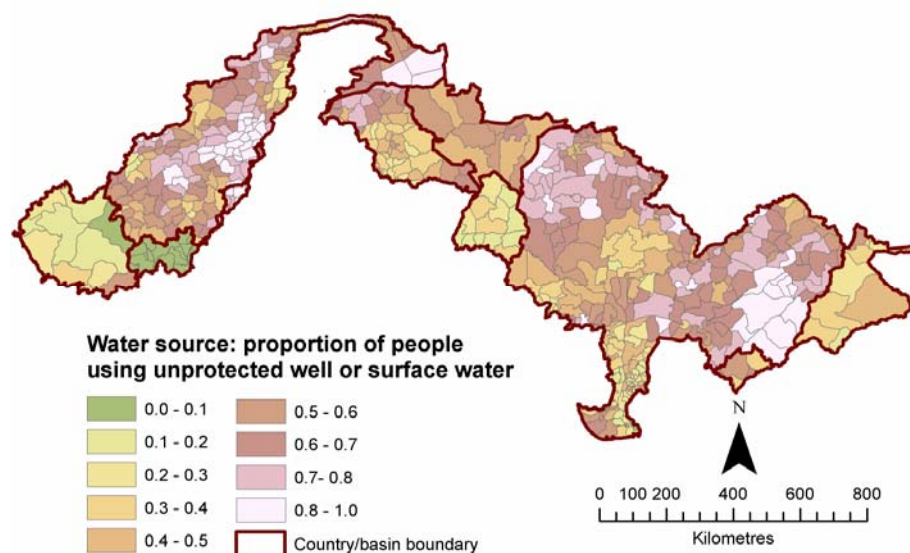 Water source: proportion of people
using unprotected well or surface water
0.0 - 0.1
0.1 - 0.2
0.2 - 0.3
0.3 - 0.4
0.4 - 0.5
0.5 - 0.6
0.6 - 0.7
0.7- 0.8
0.8 - 1.0
Country/basin boundary
N
0 100 200 400 600 800
Kilometres